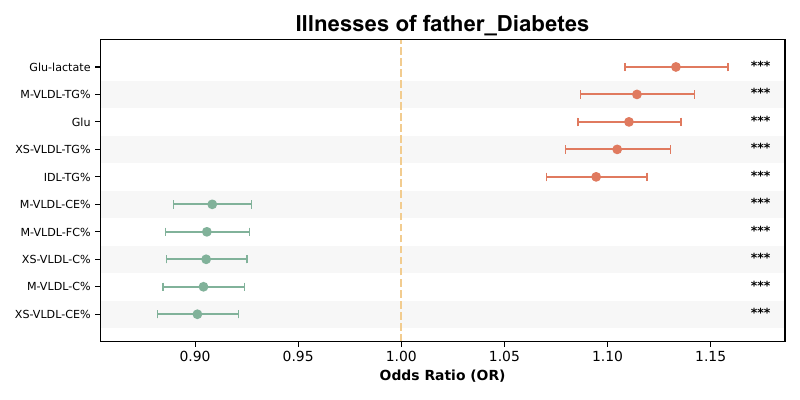 Illnesses of father_Diabetes
Glu-lactate ***
M-VLDL-TG% ***
Glu ***
XS-VLDL-TG% ***
IDL-TG% ***
M-VLDL-CE% ***
M-VLDL-FC% ***
XS-VLDL-C% ***
M-VLDL-C% ***
XS-VLDL-CE% ***
0.90 0.95 1.00 1.05 1.10 1.15
Odds Ratio (OR)